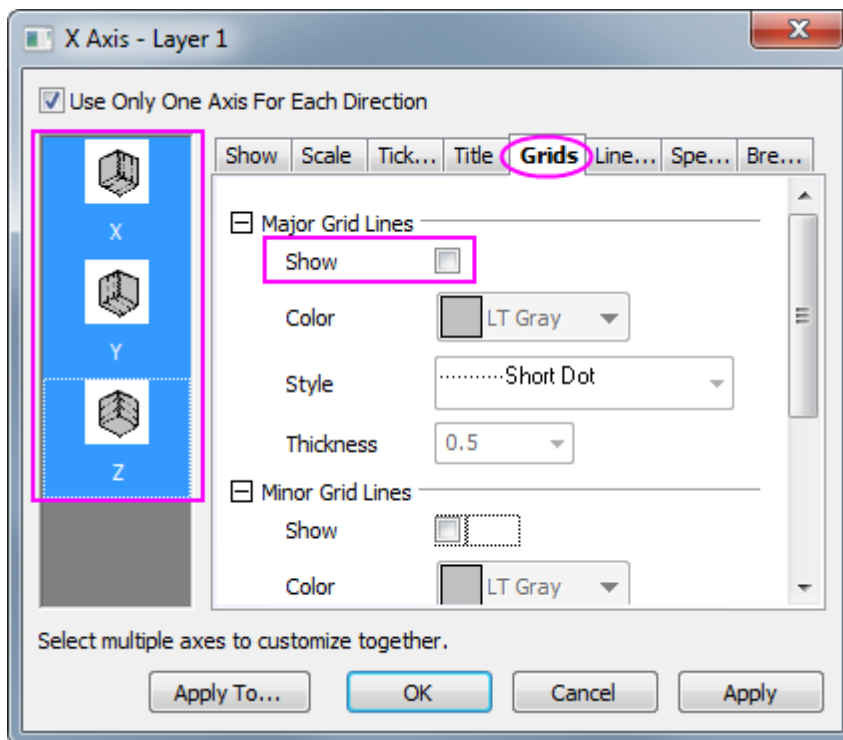 X Axis - Layer 1
Use Only One Axis For Each Direction
X
Y
Z
Show Scale Tick... Title Grids Line... Spe... Bre...
Major Grid Lines
Show
Color LT Gray
Style Short Dot
Thickness 0.5
Minor Grid Lines
Show
Color LT Gray
Select multiple axes to customize together.
Apply To... OK Cancel Apply